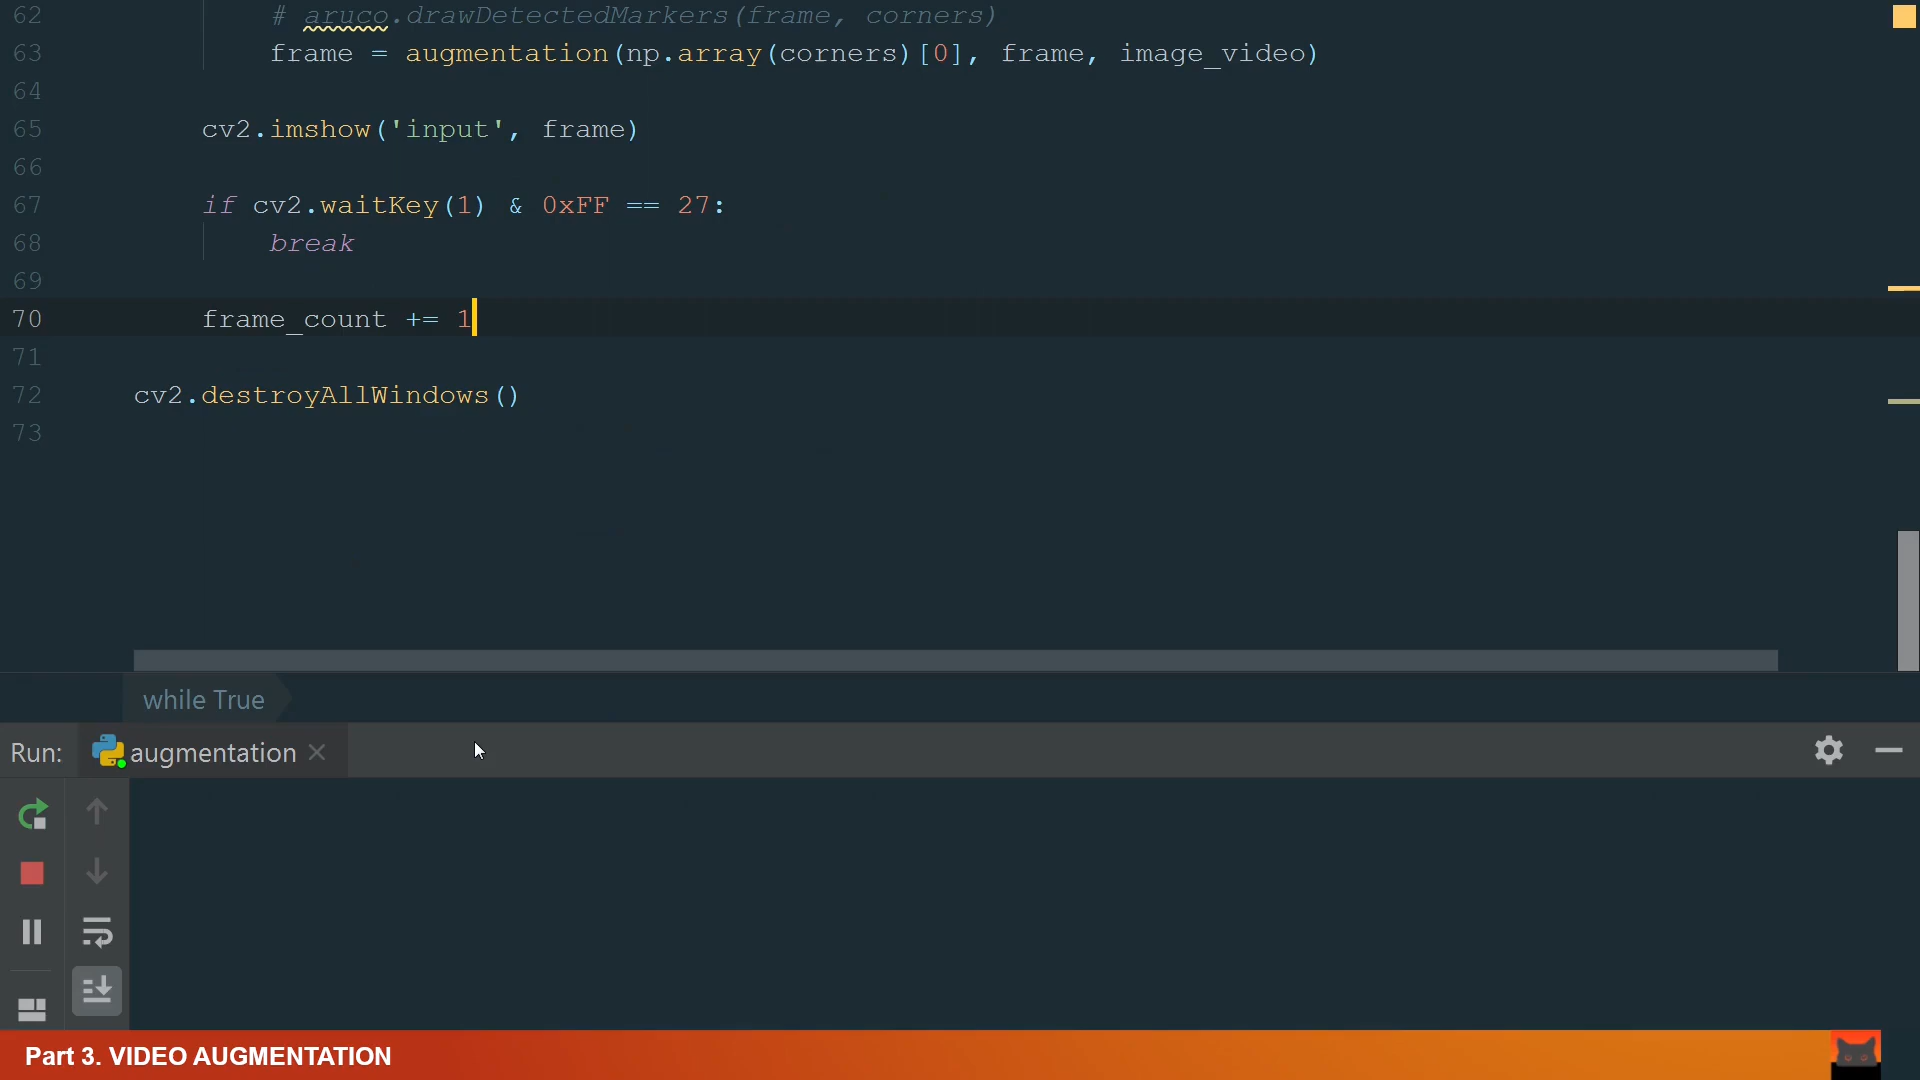 62 # aruco.drawDetectedMarkers(frame, corners)
63 frame = augmentation(np.array(corners)[0], frame, image_video)
64
65 cv2.imshow('input', frame)
66
67 if cv2.waitKey(1) & 0xFF == 27:
68 break
69
70 frame_count += 1
71
72 cv2.destroyAllWindows()
73
while True
Run: augmentation
Part 3. VIDEO AUGMENTATION